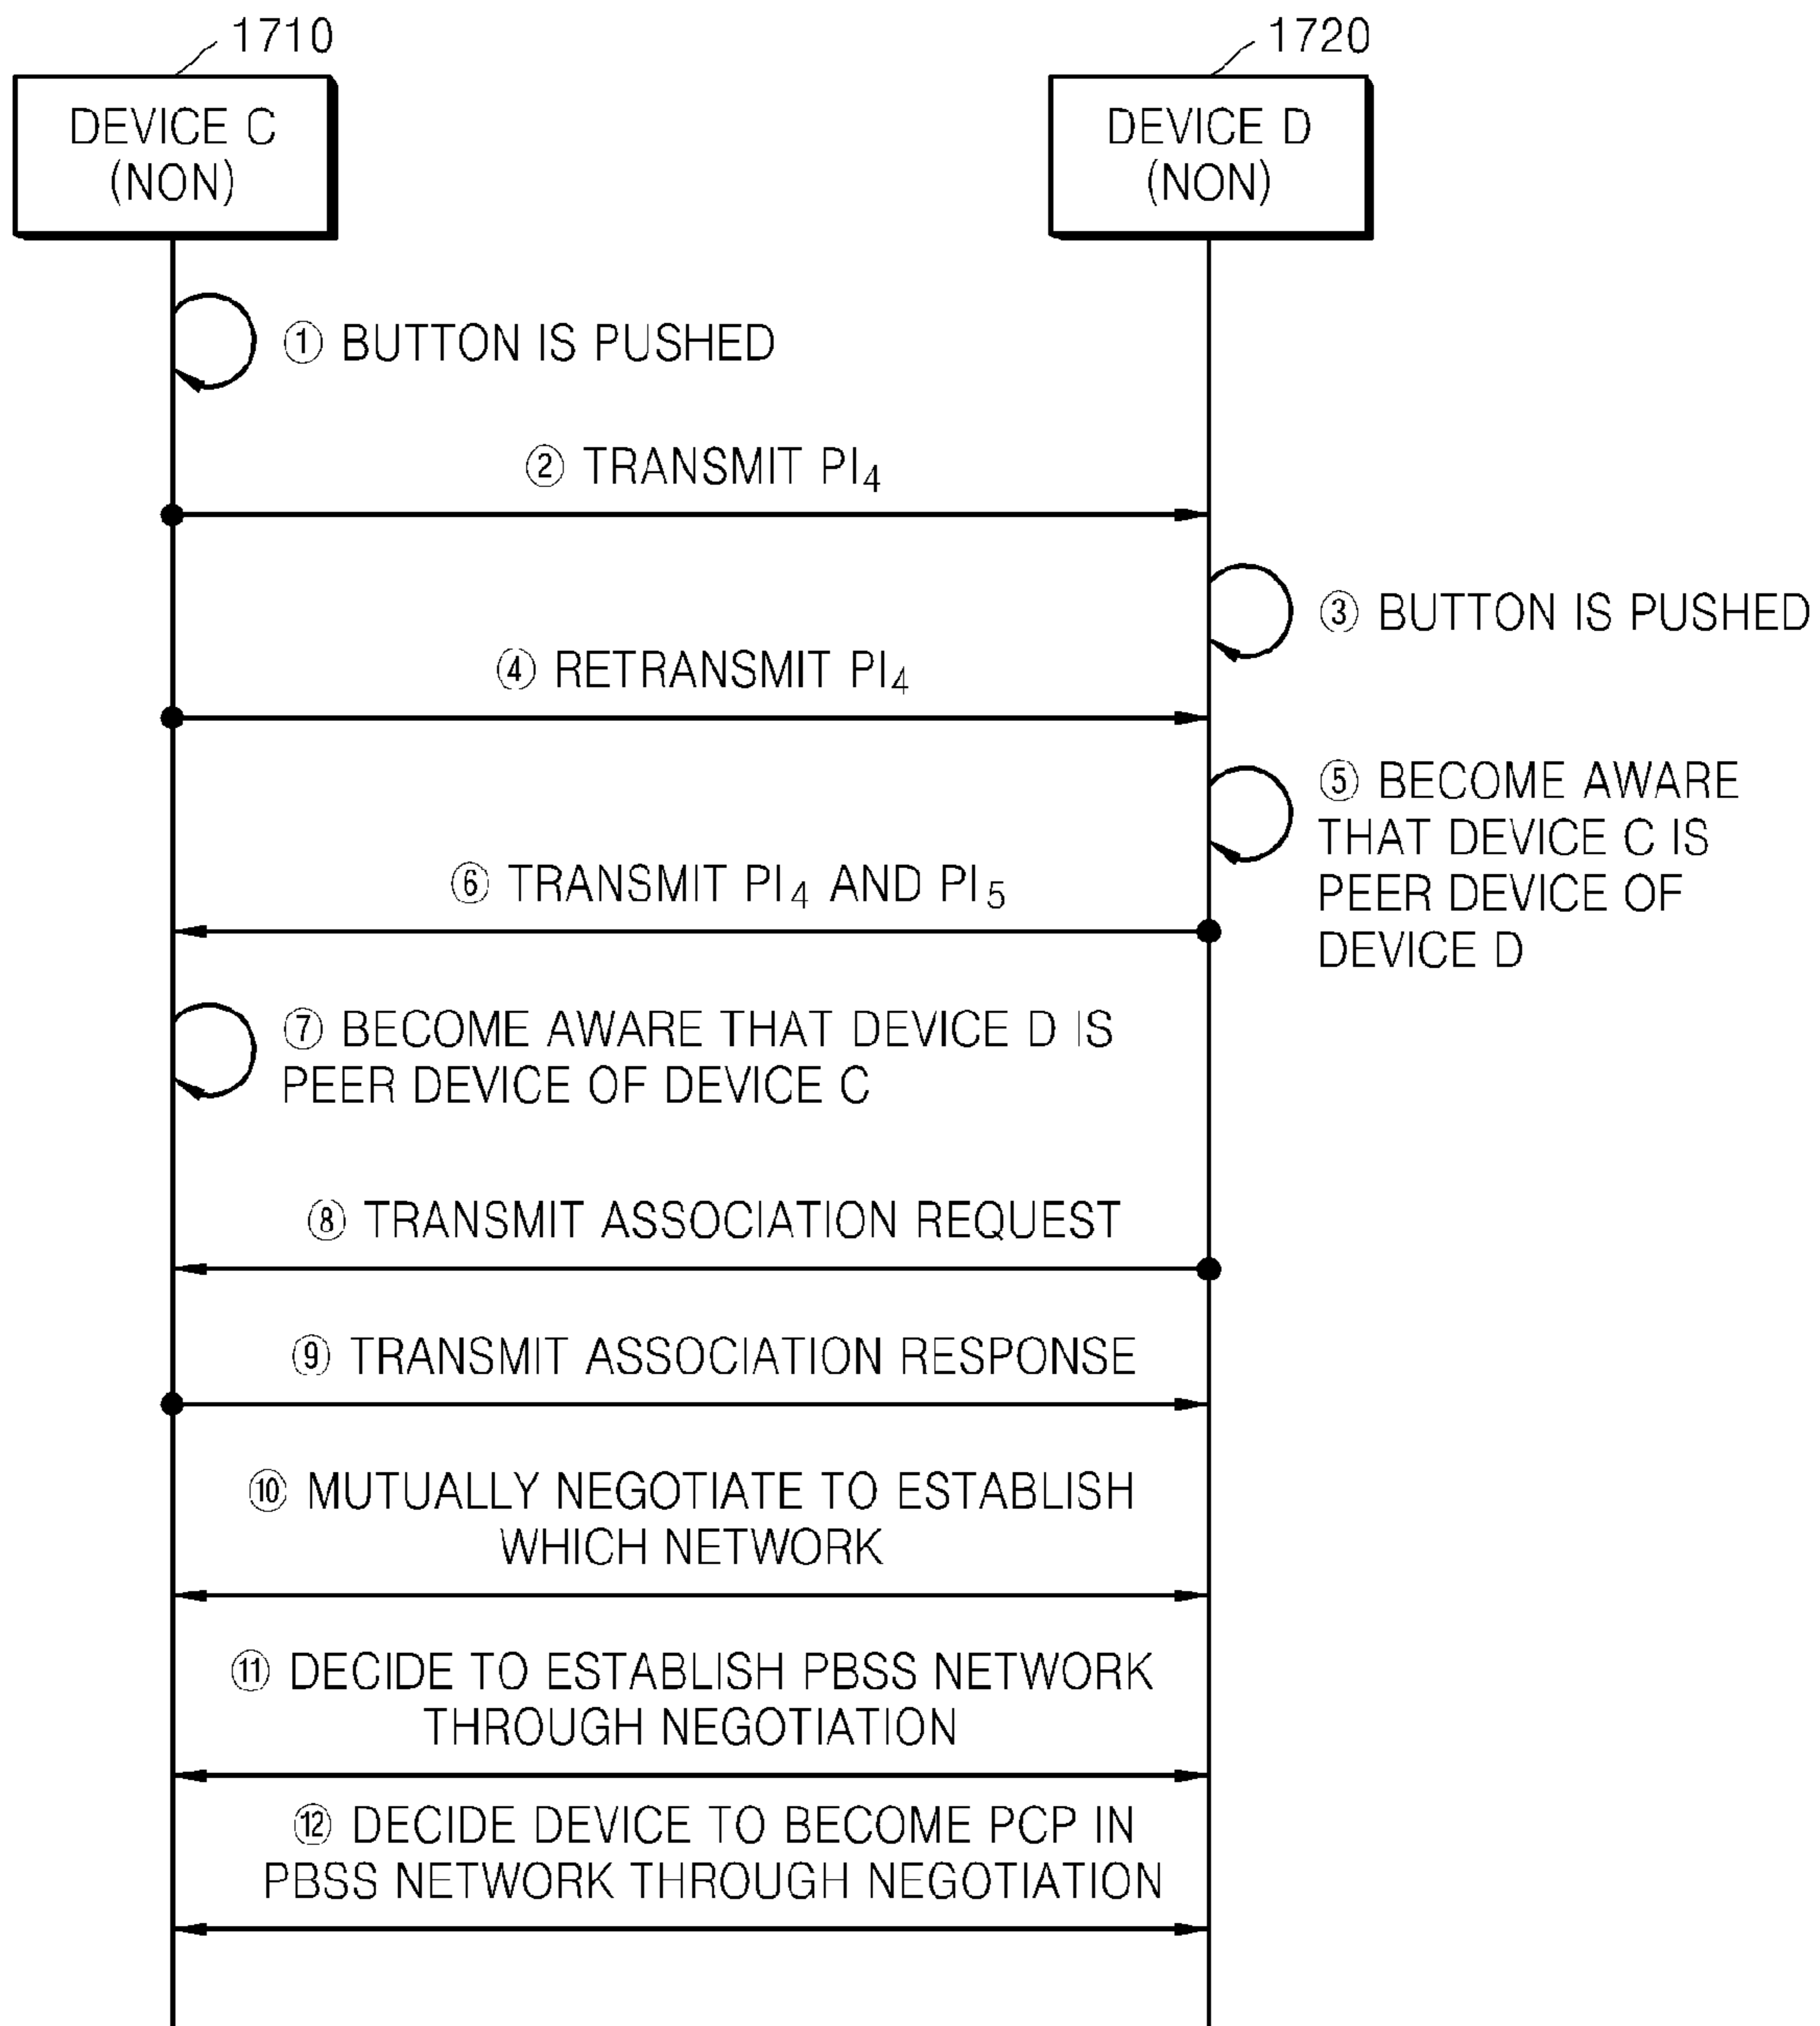 1710
1720
DEVICE C
(NON)
DEVICE D
(NON)
① BUTTON IS PUSHED
② TRANSMIT PI₄
③ BUTTON IS PUSHED
④ RETRANSMIT PI₄
⑤ BECOME AWARE
THAT DEVICE C IS
PEER DEVICE OF
DEVICE D
⑥ TRANSMIT PI₄ AND PI₅
⑦ BECOME AWARE THAT DEVICE D IS
PEER DEVICE OF DEVICE C
⑧ TRANSMIT ASSOCIATION REQUEST
⑨ TRANSMIT ASSOCIATION RESPONSE
⑩ MUTUALLY NEGOTIATE TO ESTABLISH
WHICH NETWORK
⑪ DECIDE TO ESTABLISH PBSS NETWORK
THROUGH NEGOTIATION
⑫ DECIDE DEVICE TO BECOME PCP IN
PBSS NETWORK THROUGH NEGOTIATION